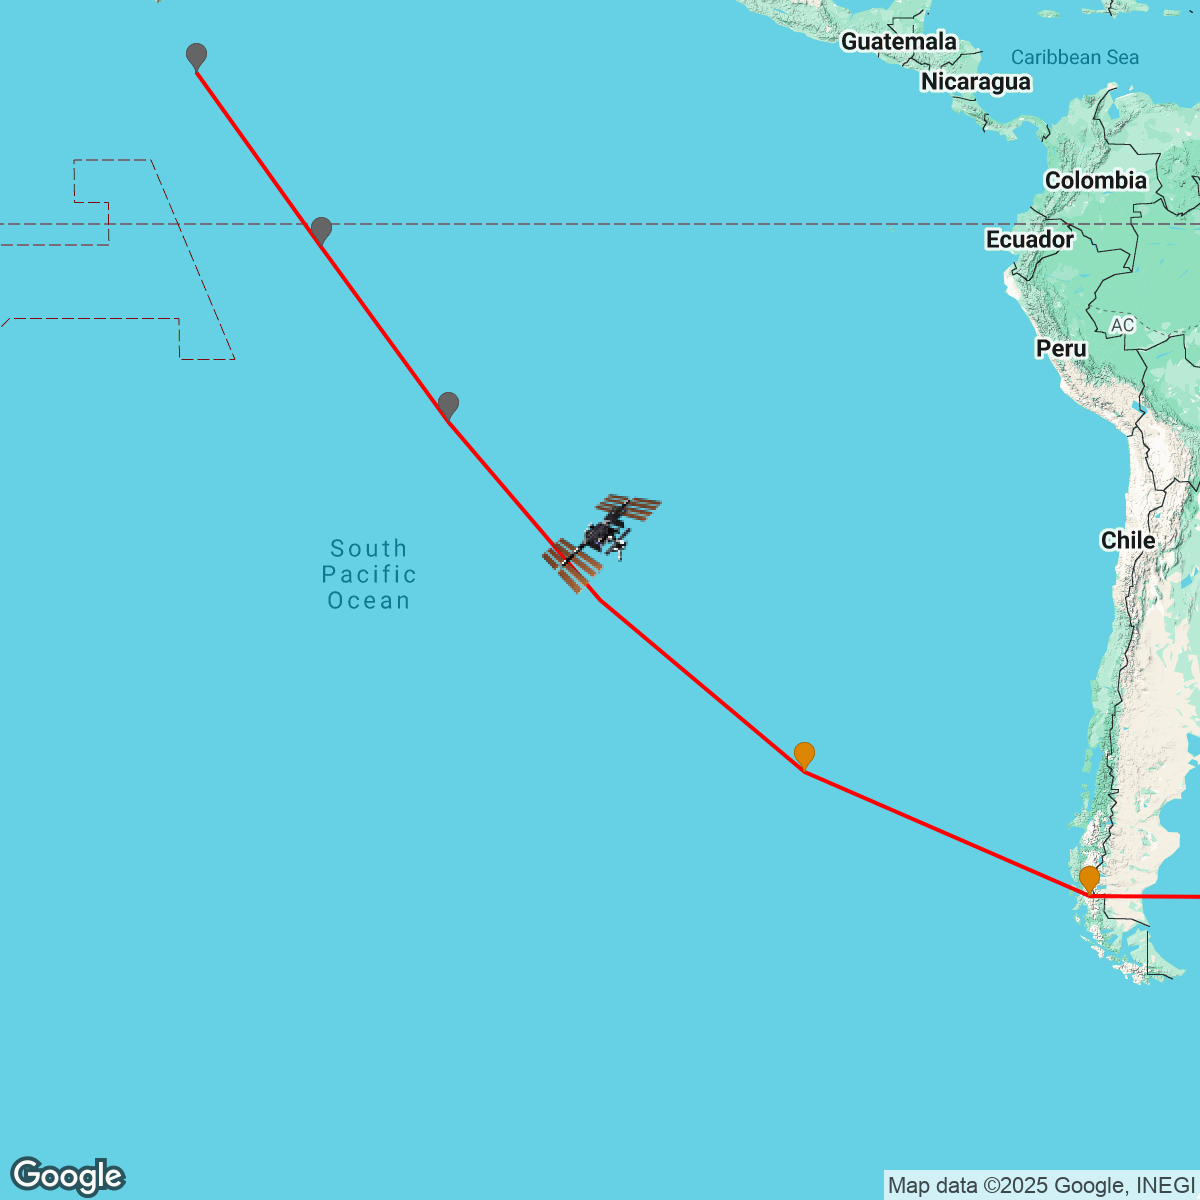 Guatemala
Caribbean Sea
Nicaragua
Colombia
Ecuador
AC
Peru
Chile
South
Pacific
Ocean
Google
Map data ©2025 Google, INEGI